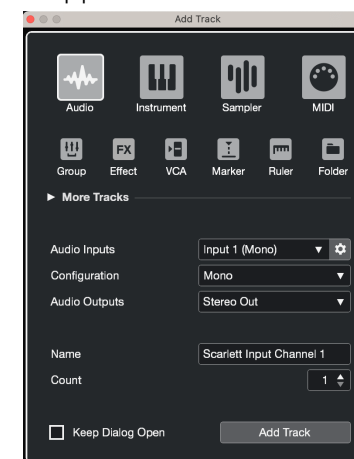 Add Track
Audio Instrument Sampler MIDI
FX
Group Effect VCA Marker Ruler Folder
More Tracks
Audio Inputs Input 1 (Mono)
Configuration Mono
Audio Outputs Stereo Out
Name Scarlett Input Channel 1
Count 1
Keep Dialog Open Add Track